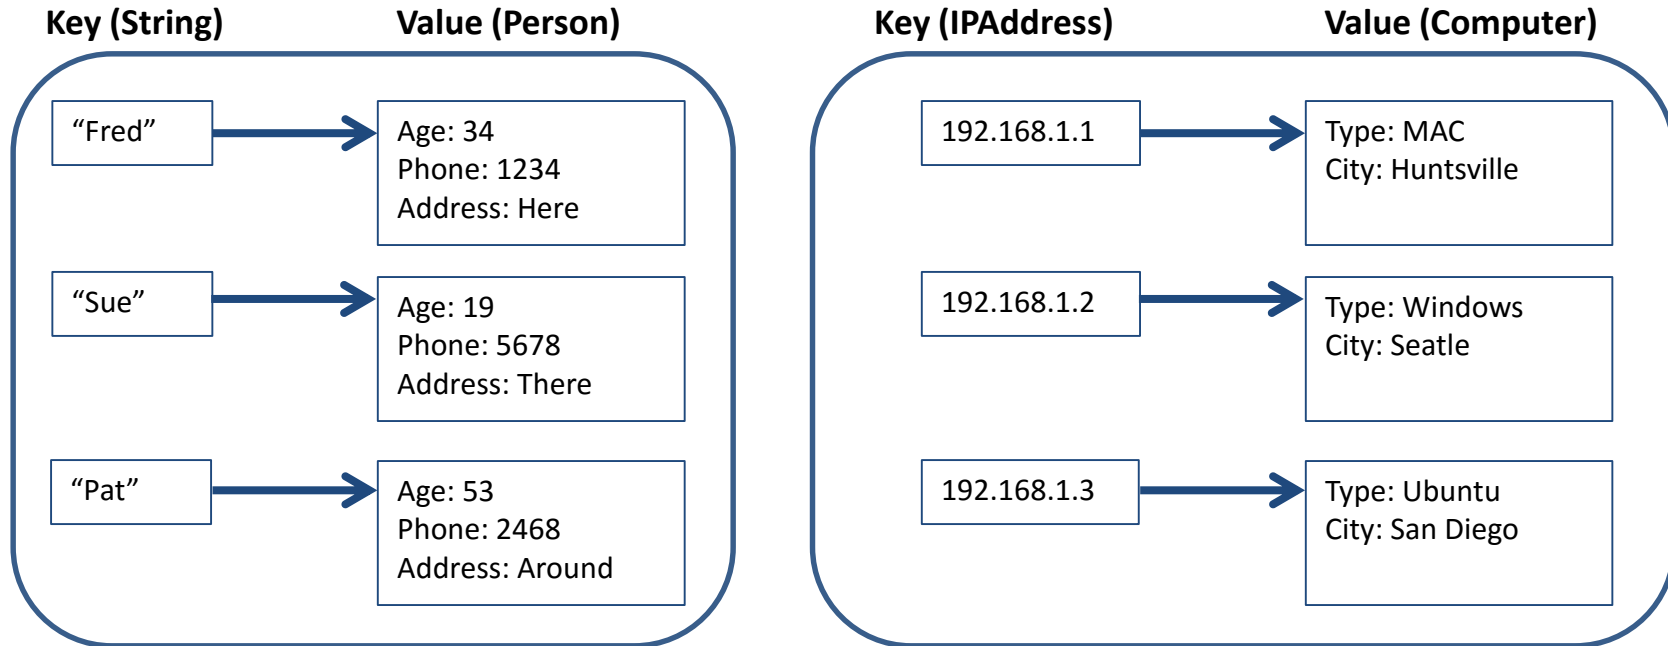 Key (String) Value (Person)
“Fred”
Age: 34
Phone: 1234
Address: Here
“Sue”
Age: 19
Phone: 5678
Address: There
“Pat”
Age: 53
Phone: 2468
Address: Around
Key (IPAddress) Value (Computer)
192.168.1.1
Type: MAC
City: Huntsville
192.168.1.2
Type: Windows
City: Seatle
192.168.1.3
Type: Ubuntu
City: San Diego